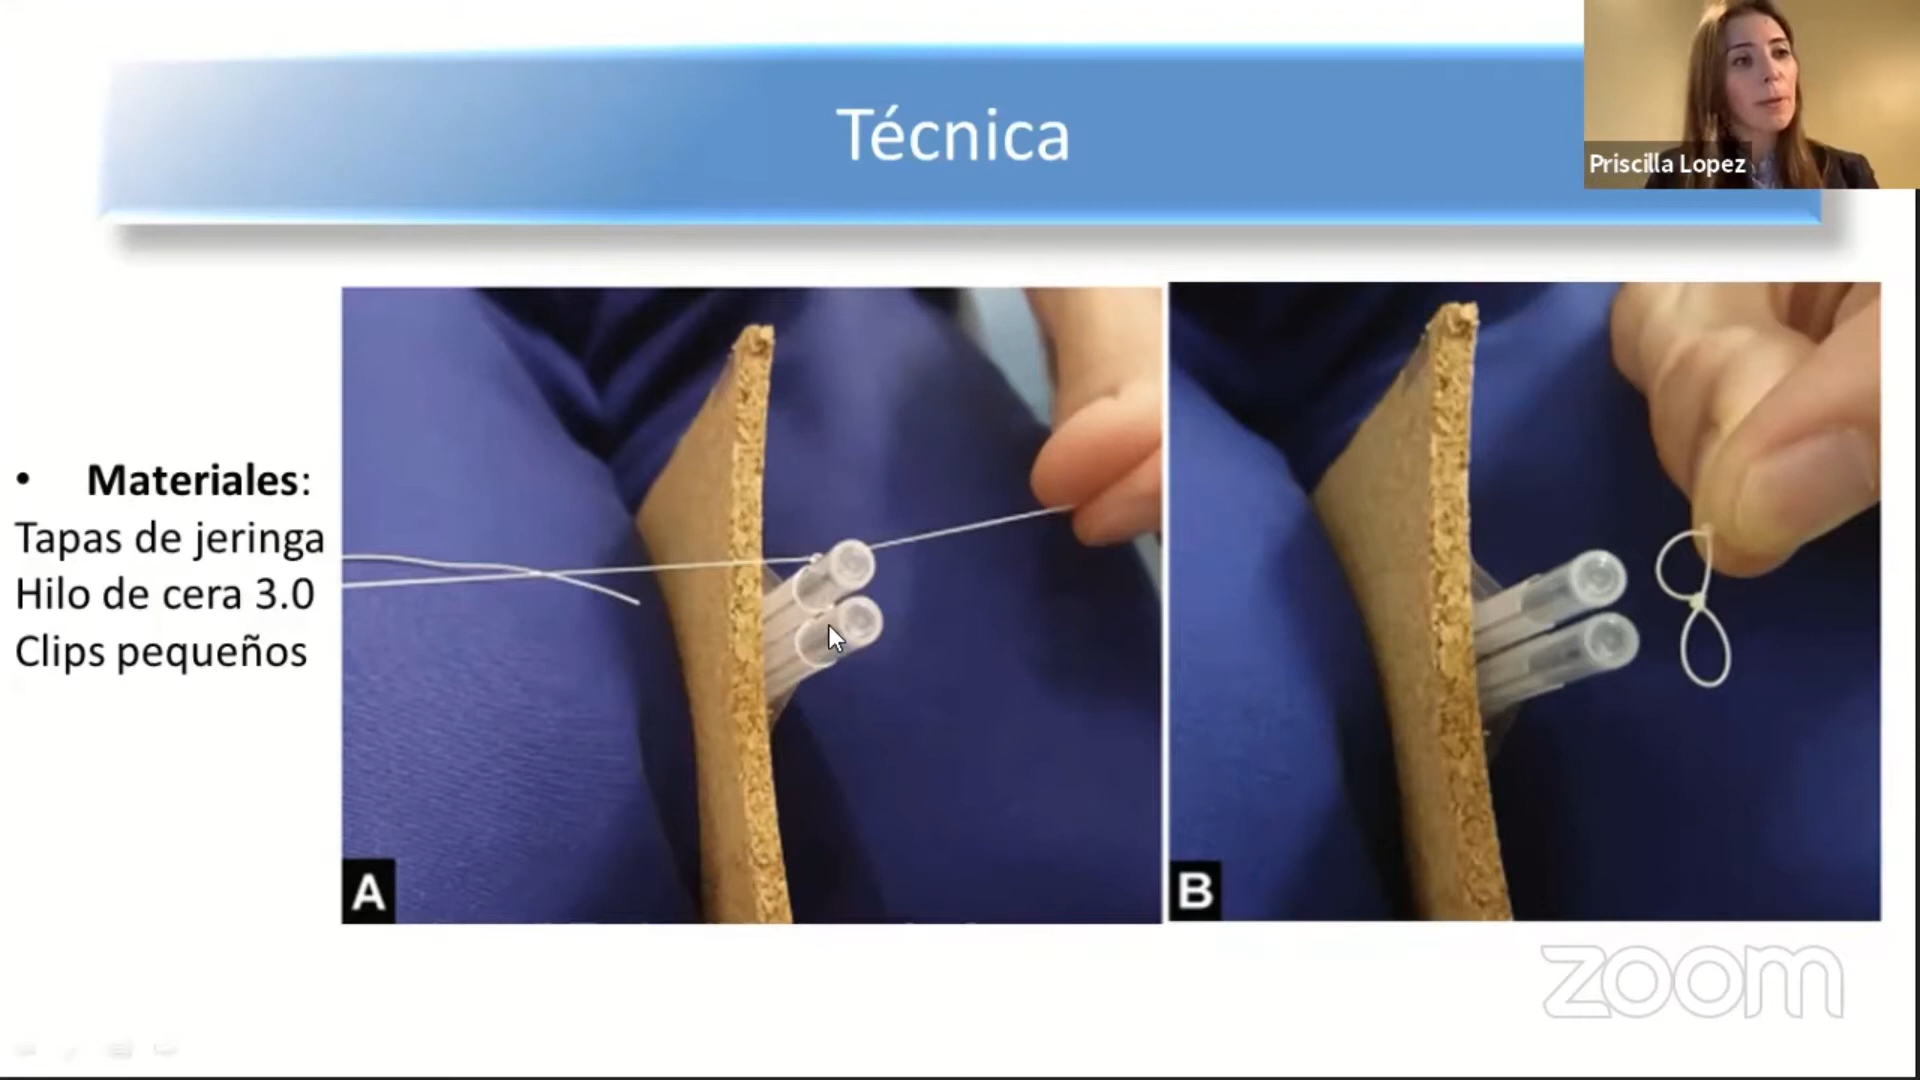 Técnica
Priscilla Lopez
• Materiales:
Tapas de jeringa
Hilo de cera 3.0
Clips pequeños
A
B
zoom